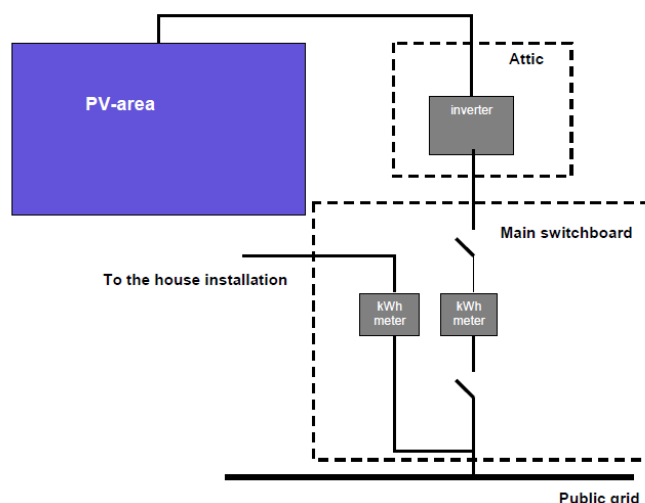 Attic
PV-area
inverter
Main switchboard
To the house installation
kWh
meter
kWh
meter
Public grid